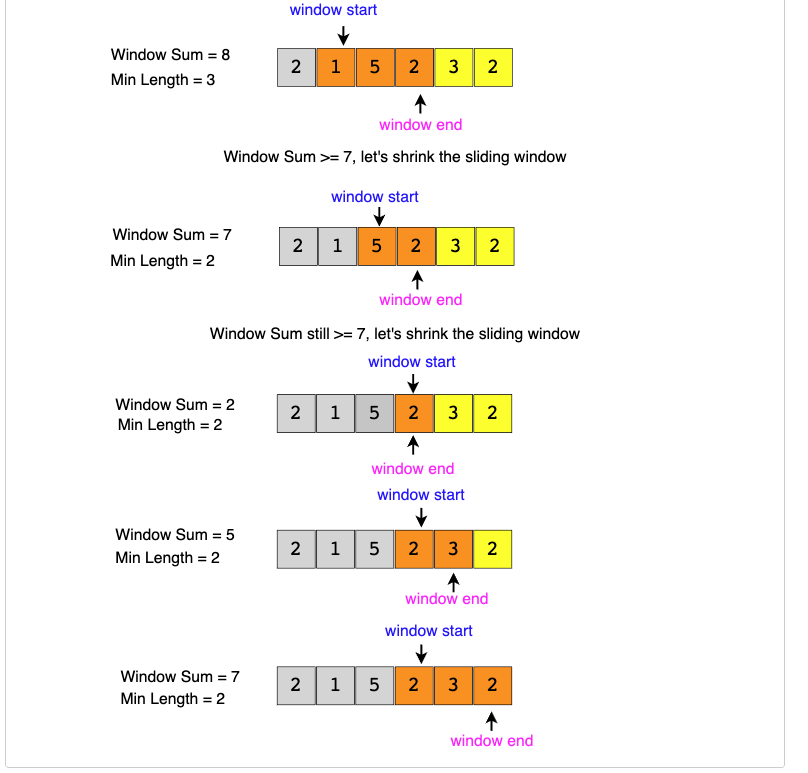 window start
Window Sum = 8
2 1 5 2 3 2
Min Length = 3
window end
Window Sum >= 7, let's shrink the sliding window
window start
Window Sum = 7
2 1 5 2 3 2
Min Length = 2
window end
Window Sum still >= 7, let's shrink the sliding window
window start
Window Sum = 2
2 1 5 2 3 2
Min Length = 2
window end
window start
Window Sum = 5
2 1 5 2 3 2
Min Length = 2
window end
window start
Window Sum = 7
2 1 5 2 3 2
Min Length = 2
window end